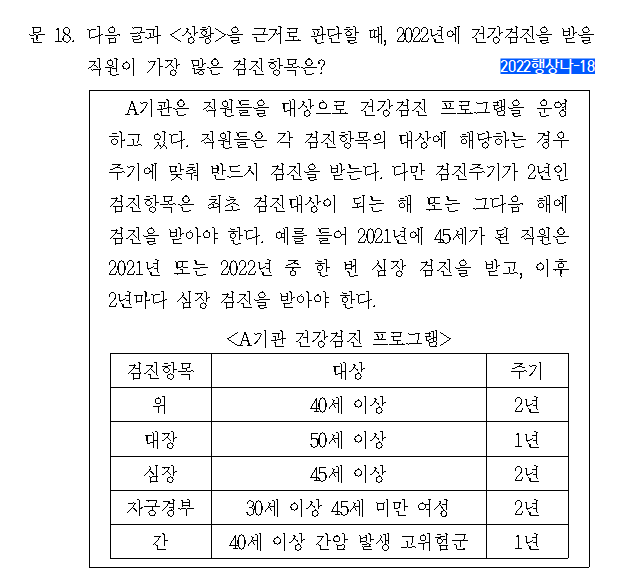 문 18. 다음 글과 <상황>을 근거로 판단할 때, 2022년에 건강검진을 받을
직원이 가장 많은 검진항목은?
2022행상나-18
A기관은 직원들을 대상으로 건강검진 프로그램을 운영
하고 있다. 직원들은 각 검진항목의 대상에 해당하는 경우
주기에 맞춰 반드시 검진을 받는다. 다만 검진주기가 2년인
검진항목은 최초 검진대상이 되는 해 또는 그다음 해에
검진을 받아야 한다. 예를 들어 2021년에 45세가 된 직원은
2021년 또는 2022년 중 한 번 심장 검진을 받고, 이후
2년마다 심장 검진을 받아야 한다.
<A기관 건강검진 프로그램>
검진항목 대상 주기
위 40세 이상 2년
대장 50세 이상 1년
심장 45세 이상 2년
자궁경부 30세 이상 45세 미만 여성 2년
간 40세 이상 간암 발생 고위험군 1년